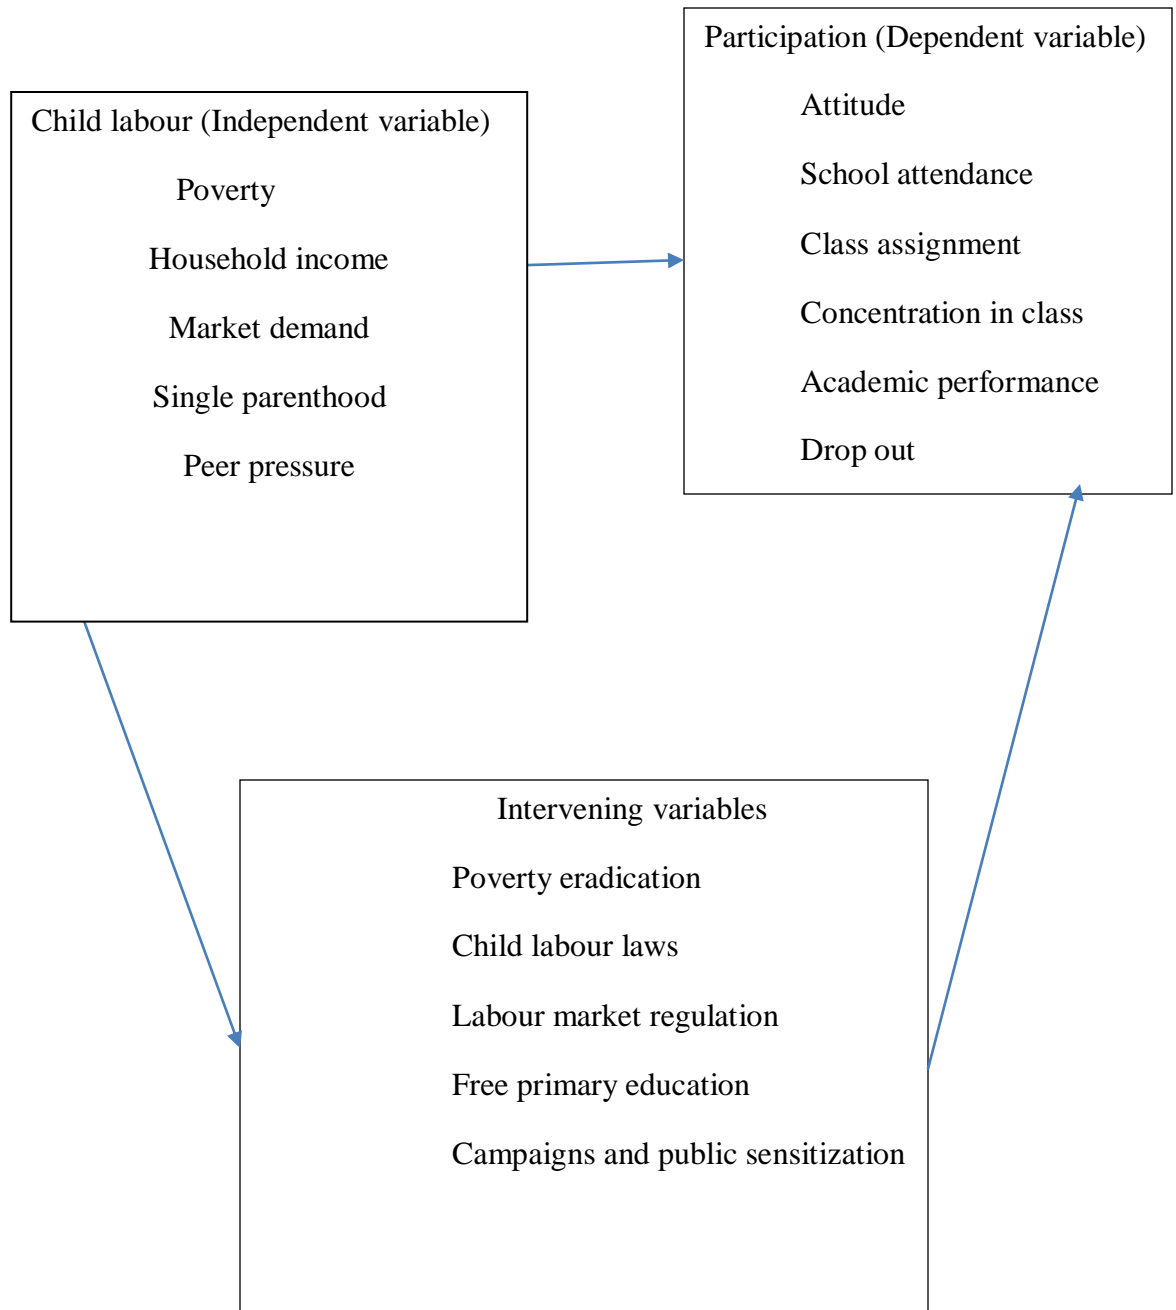 Child labour (Independent variable)
Poverty
Household income
Market demand
Single parenthood
Peer pressure
Participation (Dependent variable)
Attitude
School attendance
Class assignment
Concentration in class
Academic performance
Drop out
Intervening variables
Poverty eradication
Child labour laws
Labour market regulation
Free primary education
Campaigns and public sensitization